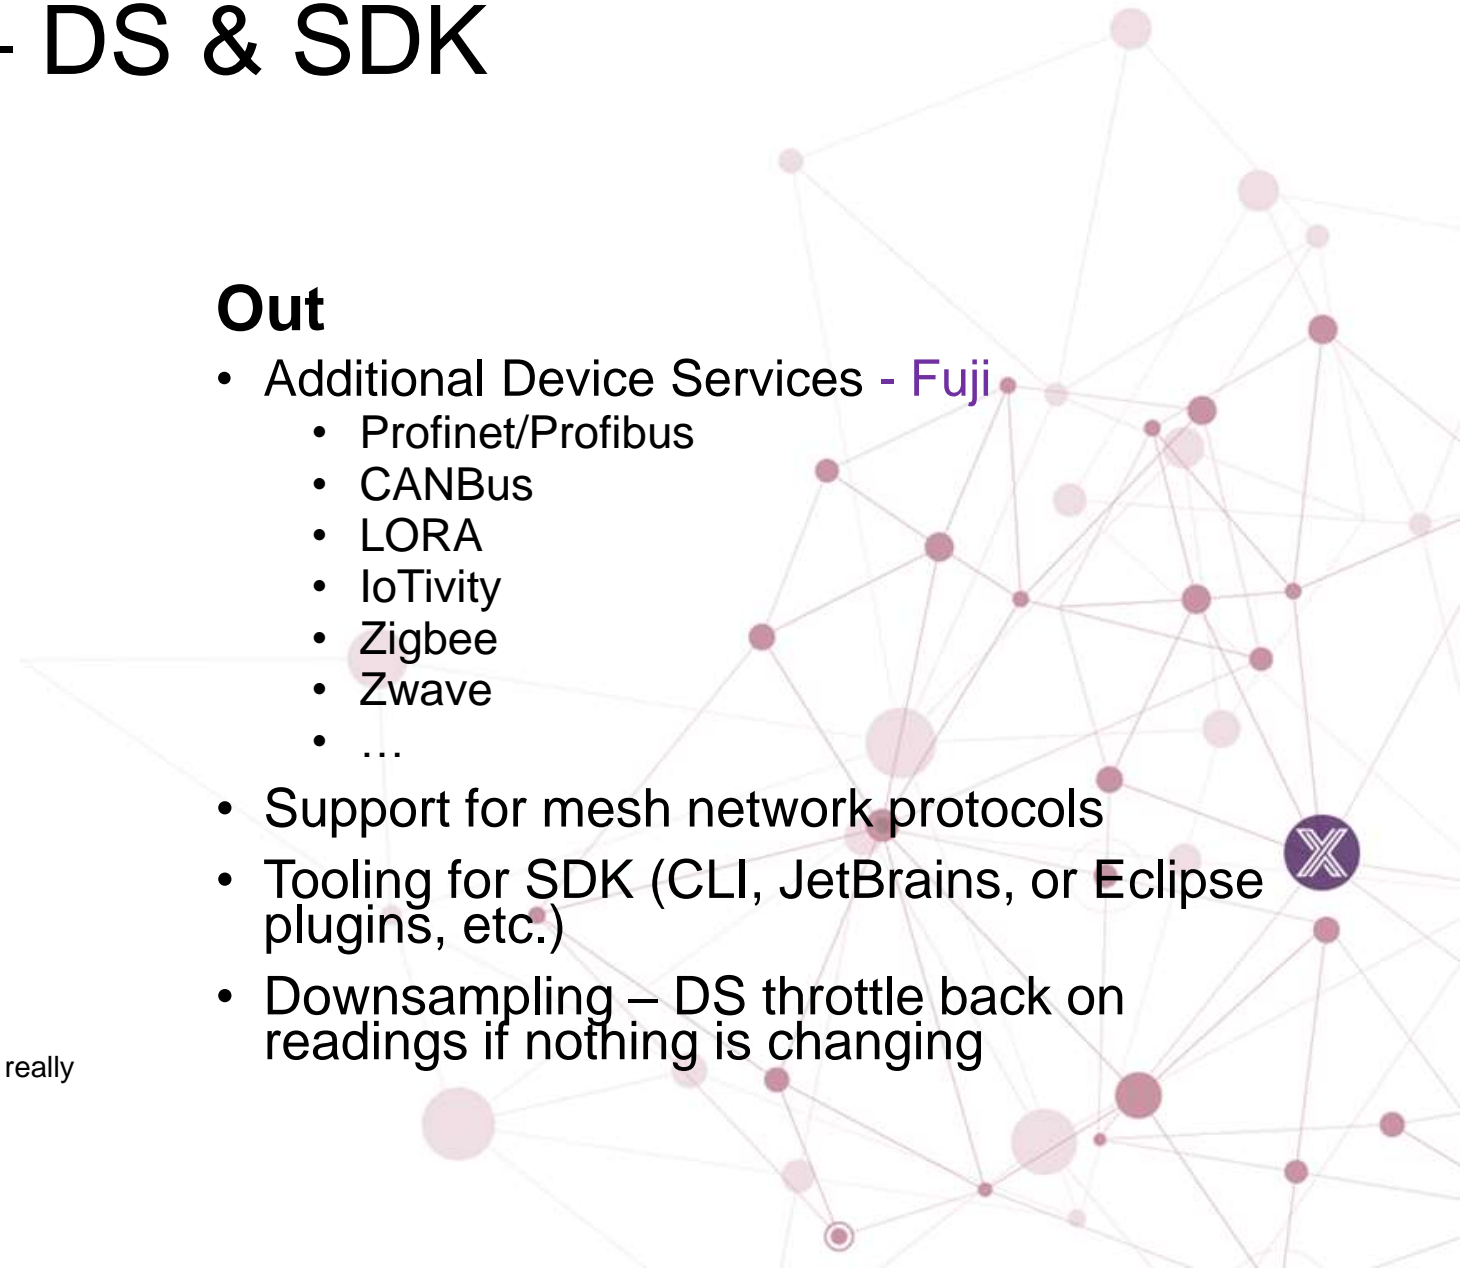 - DS & SDK
Out
• Additional Device Services - Fuji
• Profinet/Profibus
• CANBus
• LORA
• IoTivity
• Zigbee
• Zwave
• …
• Support for mesh network protocols
• Tooling for SDK (CLI, JetBrains, or Eclipse
plugins, etc.)
• Downsampling – DS throttle back on
readings if nothing is changing
really